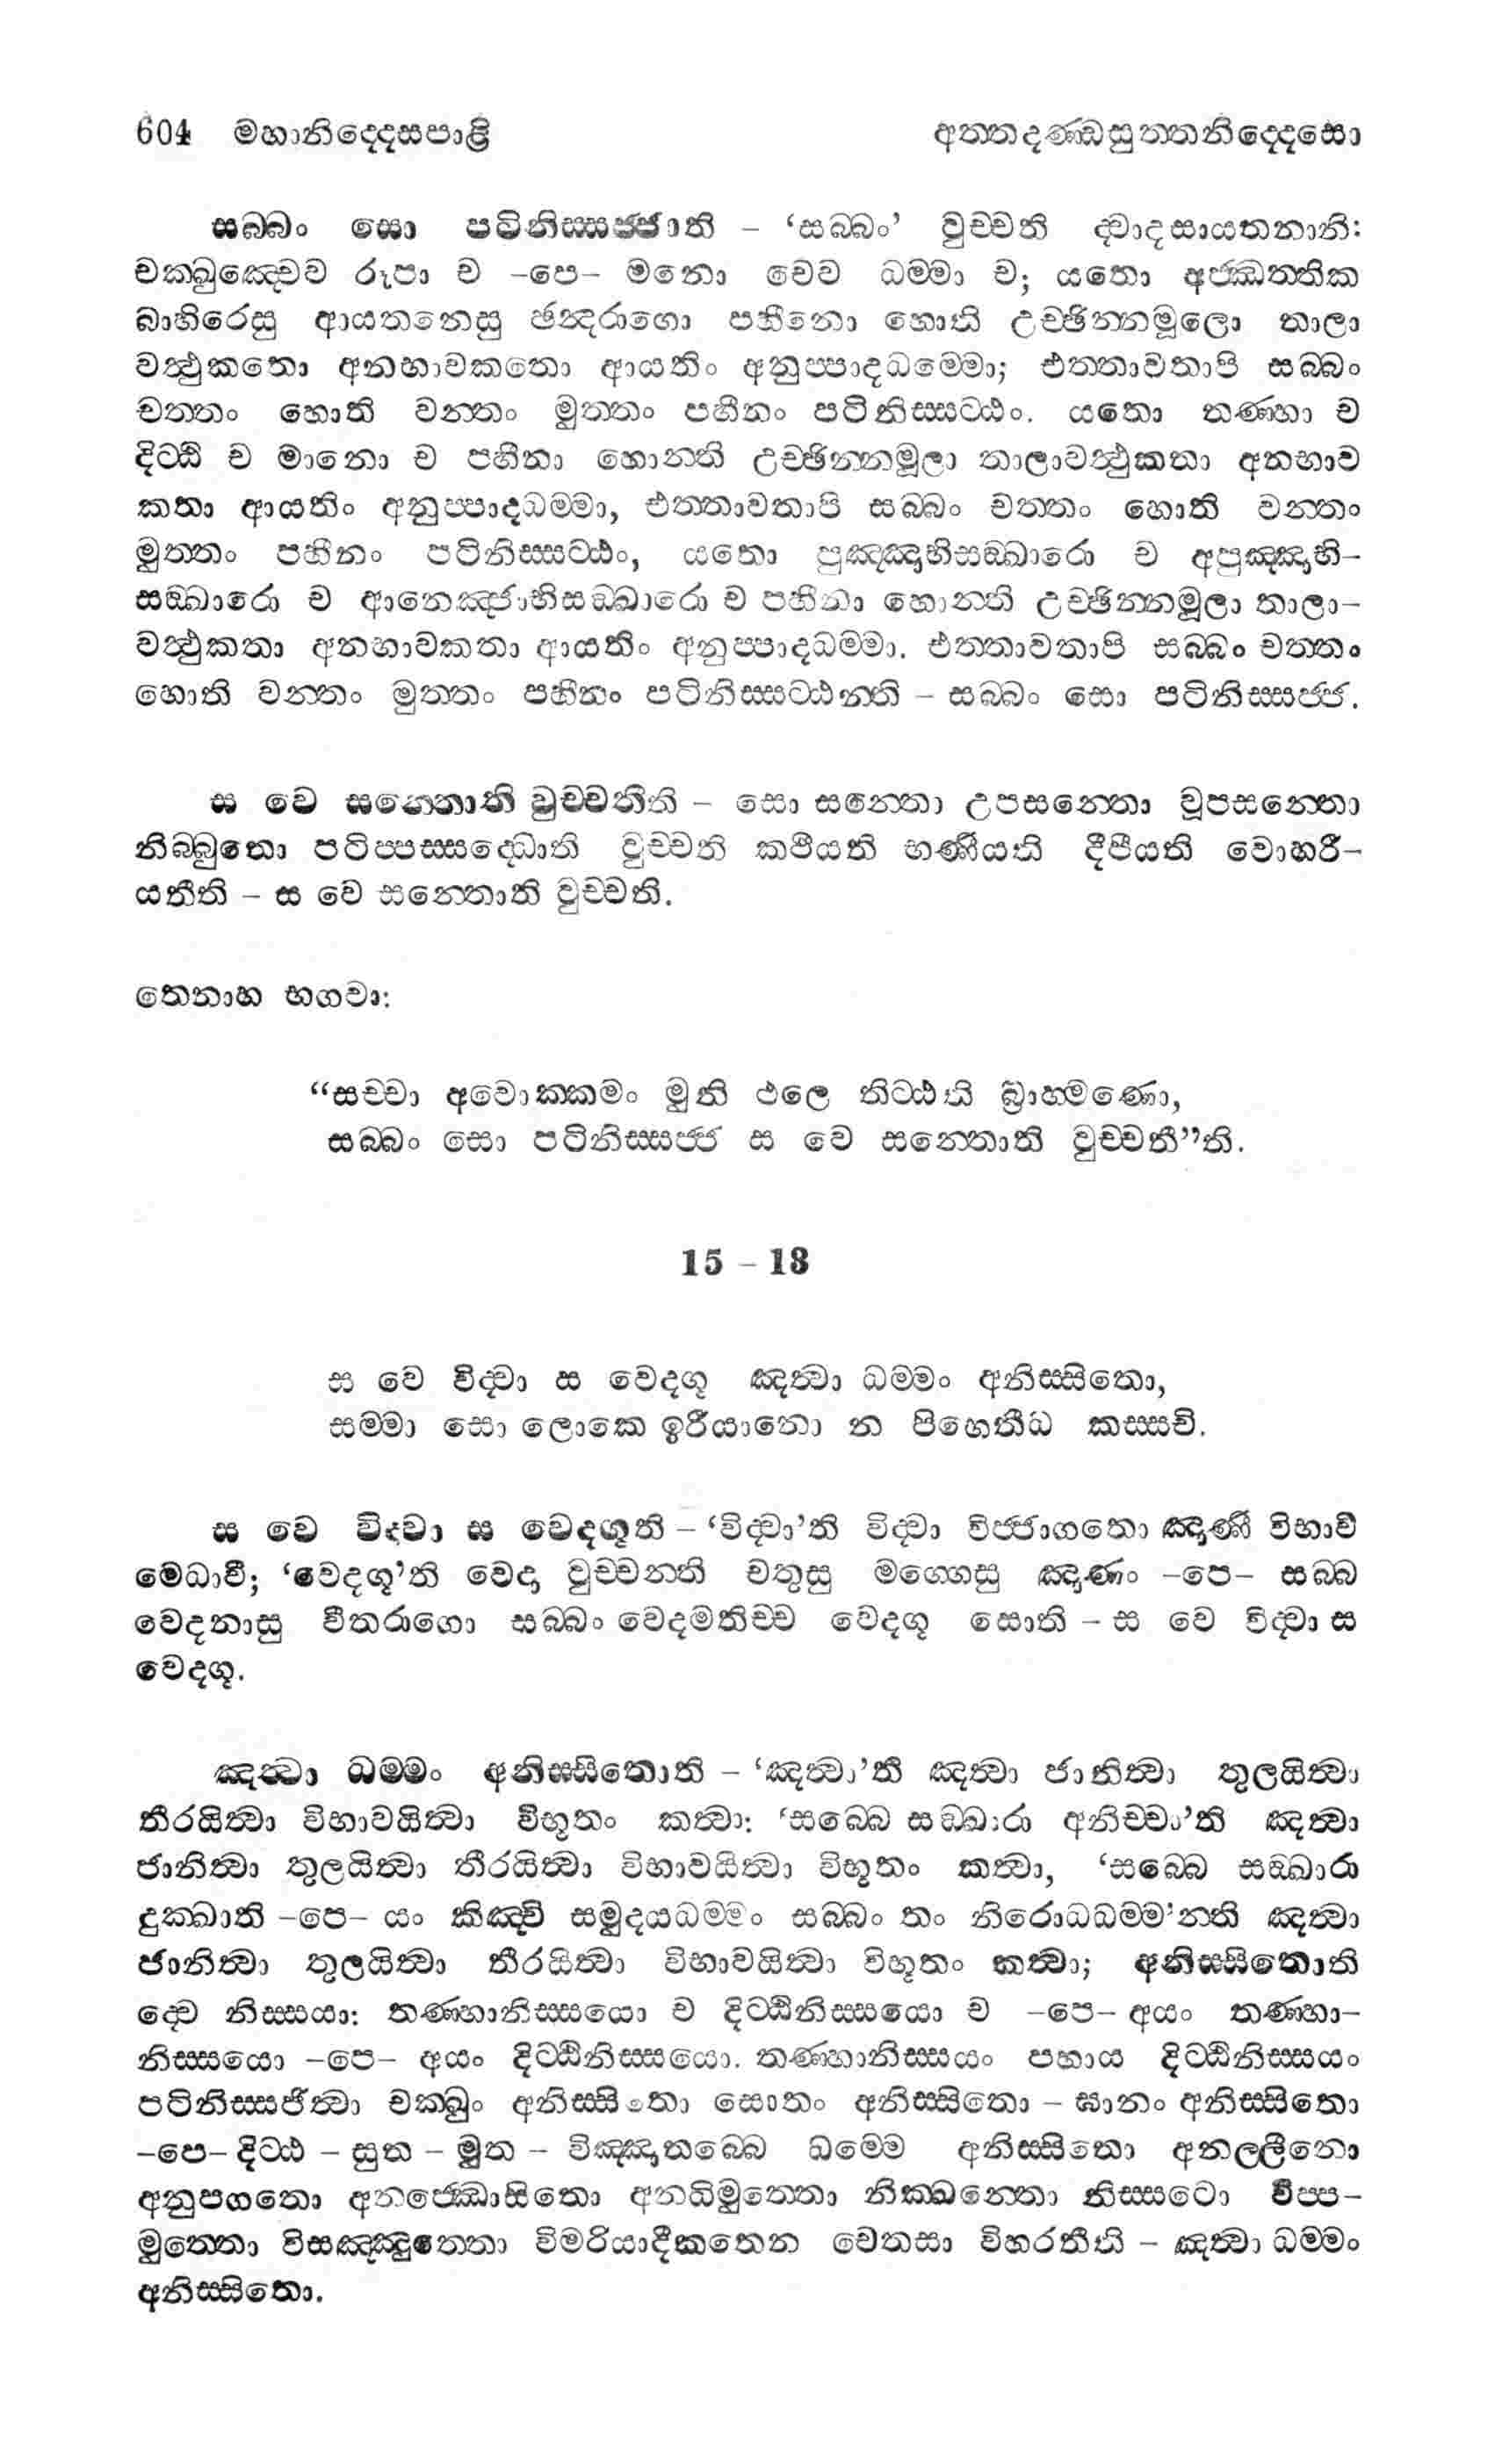 604 මහානිද්දෙසපාළි අත්තදණ්ඩසුත්තනිද්දෙසො
සබ්බං සො පටිනිස්සජ්ජාති – ‘සබ්බං’ වුච්චති ද්වාදසායතනානි:
චක්ඛුඤ්චෙව රූපා ච –පෙ– මනො චෙව ධම්මා ච; යතො අජ්ඣත්තික
බාහිරෙසු ආයතනෙසු ඡන්දරාගො පහීනො හොති උච්ඡින්නමූලො තාලා
වත්ථුකතො අනභාවකතො ආයතිං අනුප්පාදධම්මො; එත්තාවතාපි සබ්බං
චත්තං හොති වන්තං මුත්තං පහීනං පටිනිස්සට්ඨං. යතො තණ්හා ච
දිට්ඨි ච මානො ච පහීනා හොන්ති උච්ඡින්නමූලා තාලාවත්ථුකතා අනභාව
කතා ආයතිං අනුප්පාදධම්මා, එත්තාවතාපි සබ්බං චත්තං හොති වන්තං
මුත්තං පහීනං පටිනිස්සට්ඨං, යතො පුඤ්ඤාභිසඞ්ඛාරො ච අපුඤ්ඤාභි–
සඞ්ඛාරො ච ආනෙඤ්ජාභිසඞ්ඛාරො ච පහීනා හොන්ති උච්ඡින්නමූලා තාලා–
වත්ථුකතා අනභාවකතා ආයතිං අනුප්පාදධම්මා. එත්තාවතාපි සබ්බං චත්තං
හොති වන්තං මුත්තං පහීනං පටිනිස්සට්ඨන්ති – සබ්බං සො පටිනිස්සජ්ජ.
ස වෙ සන්තොති වුච්චතීති – සො සන්තො උපසන්තො වූපසන්තො
නිබ්බුතො පටිප්පස්සද්ධොති වුච්චති කථීයති භණීයති දීපීයති වොහරී–
යතීති – ස වෙ සන්තොති වුච්චති.
තෙනාහ භගවා:
“සච්චා අවොක්කමං මුනි ථලෙ තිට්ඨති බ්‍රාහ්මණො,
සබ්බං සො පටිනිස්සජ්ජ ස වෙ සන්තොති වුච්චතී”ති.
15 – 13
ස වෙ විද්වා ස වෙදගූ ඤත්වා ධම්මං අනිස්සිතො,
සම්මා සො ලොකෙ ඉරීයානො න පිහෙතීධ කස්සචි.
ස වෙ විද්වා ස වෙදගූති – ‘විද්වා’ති විද්වා විජ්ජාගතො ඤාණී විභාවී
මෙධාවී; ‘වෙදගූ’ති වෙදා වුච්චන්ති චතුසු මග්ගෙසු ඤාණං –පෙ– සබ්බ
වෙදනාසු වීතරාගො සබ්බං වෙදමතිච්ච වෙදගූ සොති – ස වෙ විද්වා ස
වෙදගූ.
ඤත්වා ධම්මං අනිස්සිතොති – ‘ඤත්වා’ති ඤත්වා ජානිත්වා තුලයිත්වා
තීරයිත්වා විභාවයිත්වා විභූතං කත්වා: ‘සබ්බෙ සඞ්ඛාරා අනිච්චා’ති ඤත්වා
ජානිත්වා තුලයිත්වා තීරයිත්වා විභාවයිත්වා විභූතං කත්වා, ‘සබ්බෙ සඞ්ඛාරා
දුක්ඛාති –පෙ– යං කිඤ්චි සමුදයධම්මං සබ්බං තං නිරොධධම්ම’න්ති ඤත්වා
ජානිත්වා තුලයිත්වා තීරයිත්වා විභාවයිත්වා විභූතං කත්වා; අනිස්සිතොති
ද්වෙ නිස්සයා: තණ්හානිස්සයො ච දිට්ඨිනිස්සයො ච –පෙ– අයං තණ්හා–
නිස්සයො –පෙ– අයං දිට්ඨිනිස්සයො. තණ්හානිස්සයං පහාය දිට්ඨිනිස්සයං
පටිනිස්සජිත්වා චක්ඛුං අනිස්සිතො සොතං අනිස්සිතො – ඝානං අනිස්සිතො
–පෙ– දිට්ඨ – සුත – මුත – විඤ්ඤාතබ්බෙ ධම්මෙ අනිස්සිතො අනල්ලීනො
අනුපගතො අනජ්ඣොසිතො අනධිමුත්තො නික්ඛන්තො නිස්සටො විප්ප–
මුත්තො විසඤ්ඤුත්තො විමරියාදීකතෙන චෙතසා විහරතීති – ඤත්වා ධම්මං
අනිස්සිතො.